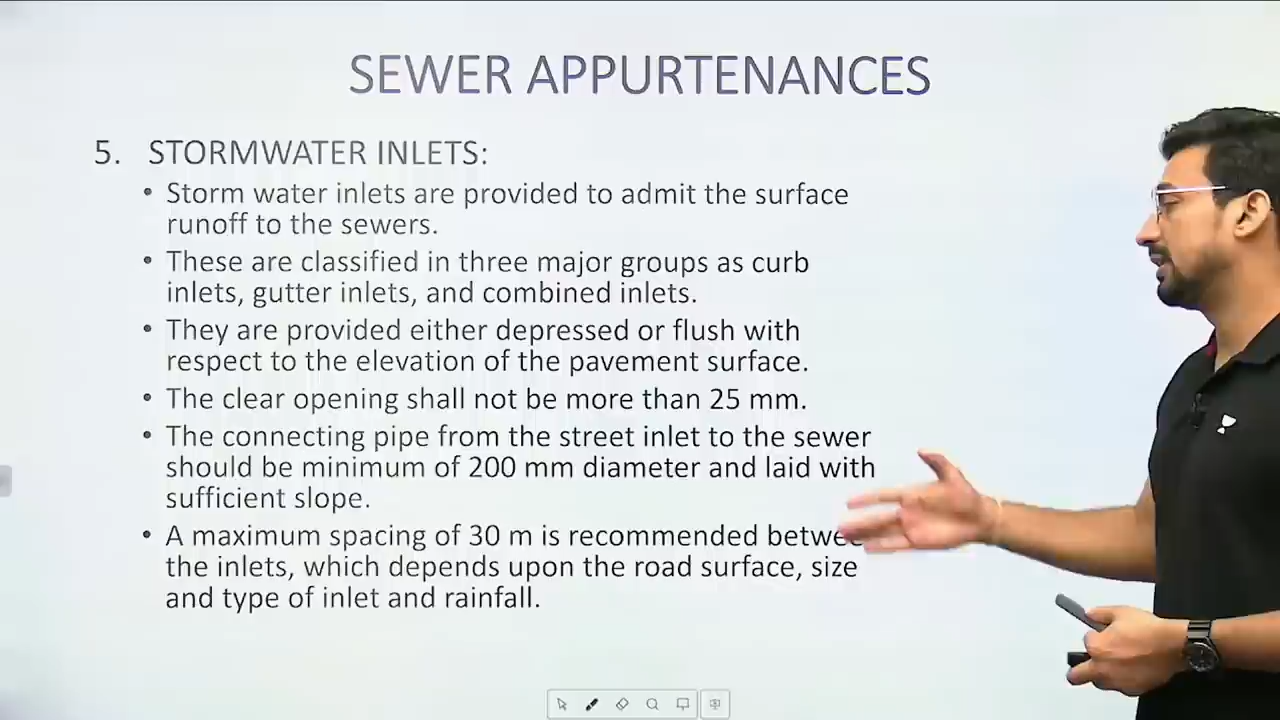 SEWER APPURTENANCES
5. STORMWATER INLETS:
• Storm water inlets are provided to admit the surface
runoff to the sewers.
• These are classified in three major groups as curb
inlets, gutter inlets, and combined inlets.
• They are provided either depressed or flush with
respect to the elevation of the pavement surface.
• The clear opening shall not be more than 25 mm.
• The connecting pipe from the street inlet to the sewer
should be minimum of 200 mm diameter and laid with
sufficient slope.
• A maximum spacing of 30 m is recommended betwee
the inlets, which depends upon the road surface, size
and type of inlet and rainfall.